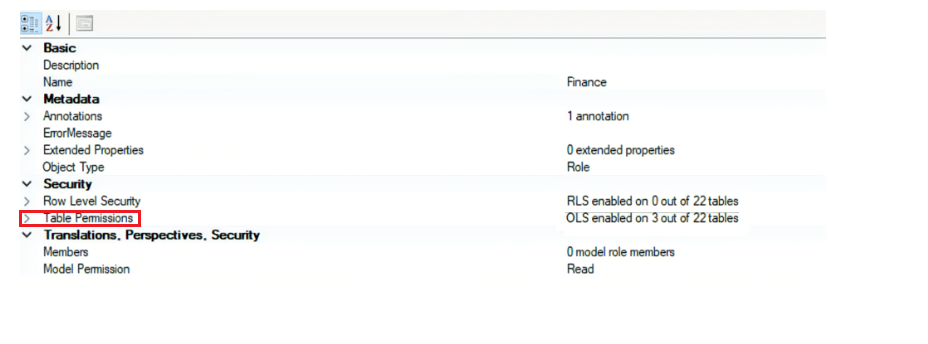 Basic
Description
Name Finance
Metadata
Annotations 1 annotation
ErrorMessage
Extended Properties 0 extended properties
Object Type Role
Security
Row Level Security RLS enabled on 0 out of 22 tables
Table Permissions OLS enabled on 3 out of 22 tables
Translations, Perspectives, Security
Members 0 model role members
Model Permission Read